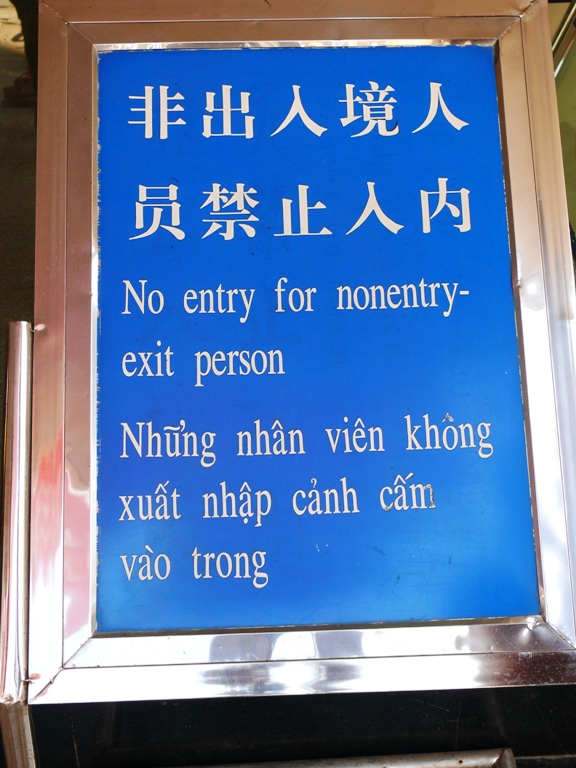 非出入境人
员禁止入内
No entry for nonentry-
exit person
Những nhân viên không
xuất nhập cảnh cấm
vào trong